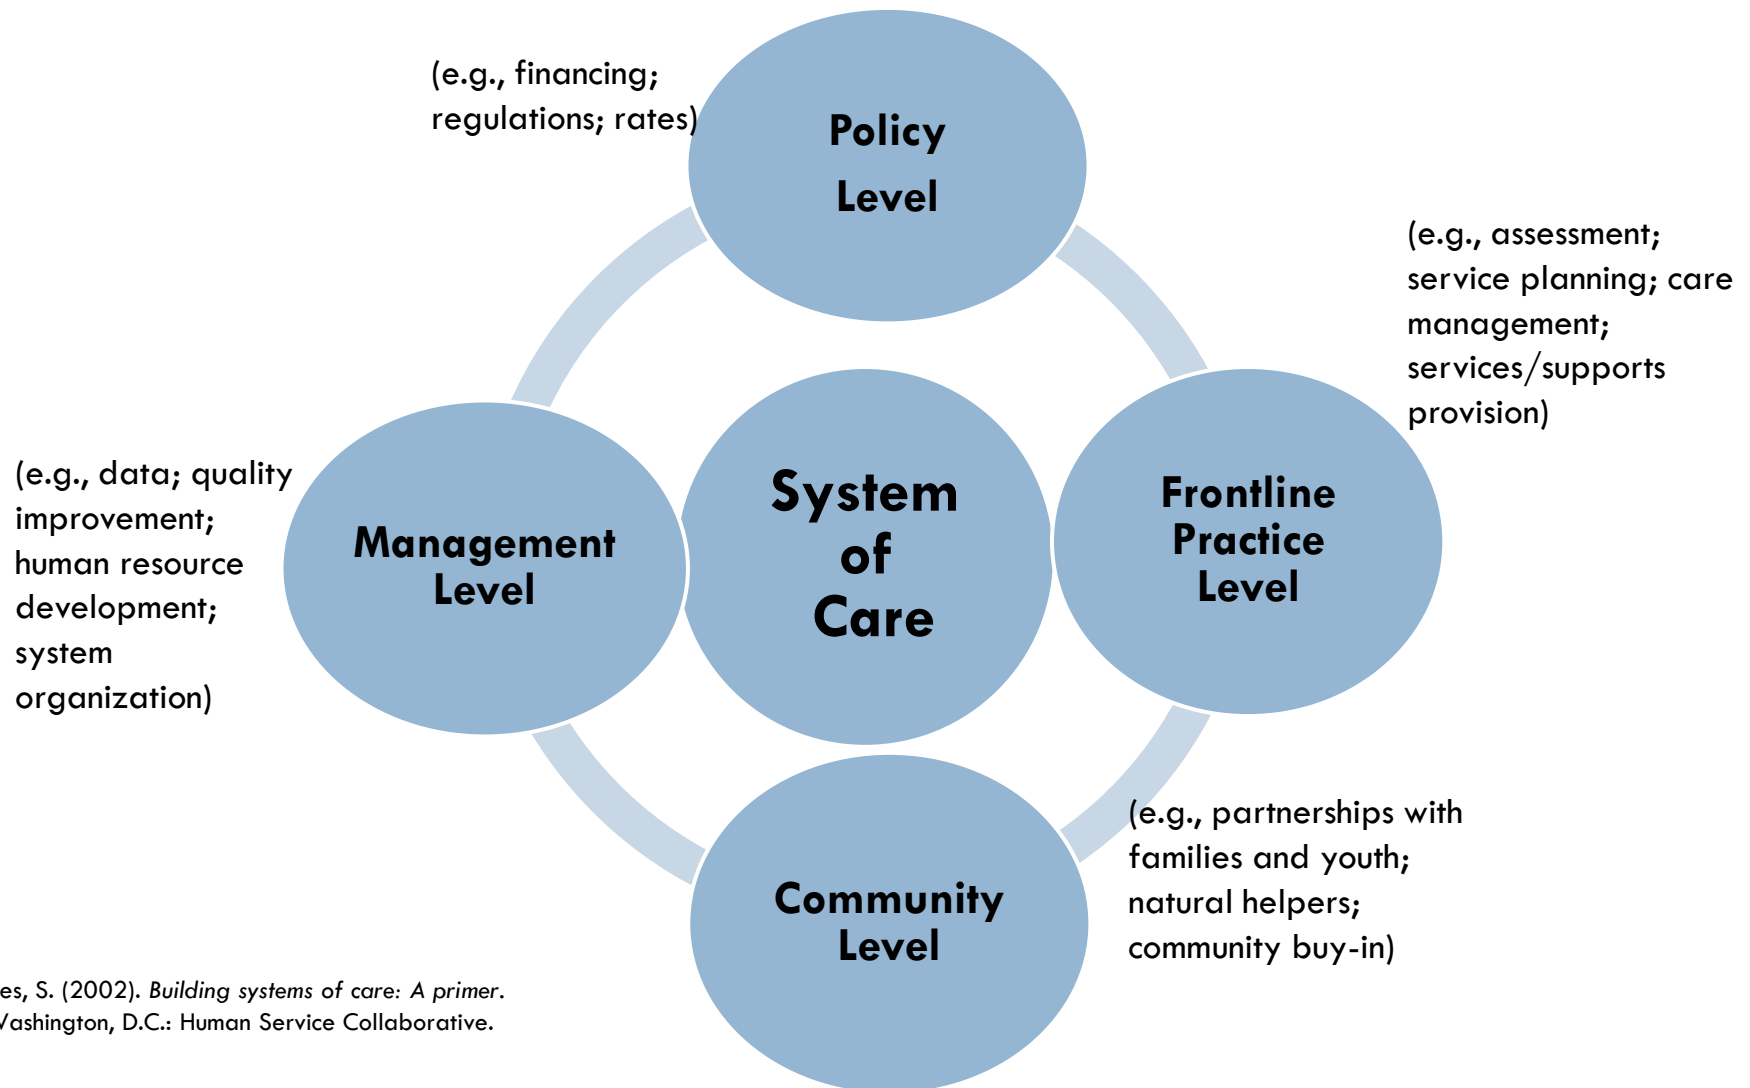 (e.g., financing;
regulations; rates)
Policy
Level
(e.g., assessment;
service planning; care
management;
services/supports
provision)
(e.g., data; quality
improvement;
human resource
development;
system
organization)
Management
Level
System
of
Care
Frontline
Practice
Level
Community
Level
(e.g., partnerships with
families and youth;
natural helpers;
community buy-in)
S. (2002). Building systems of care: A primer.
Washington, D.C.: Human Service Collaborative.